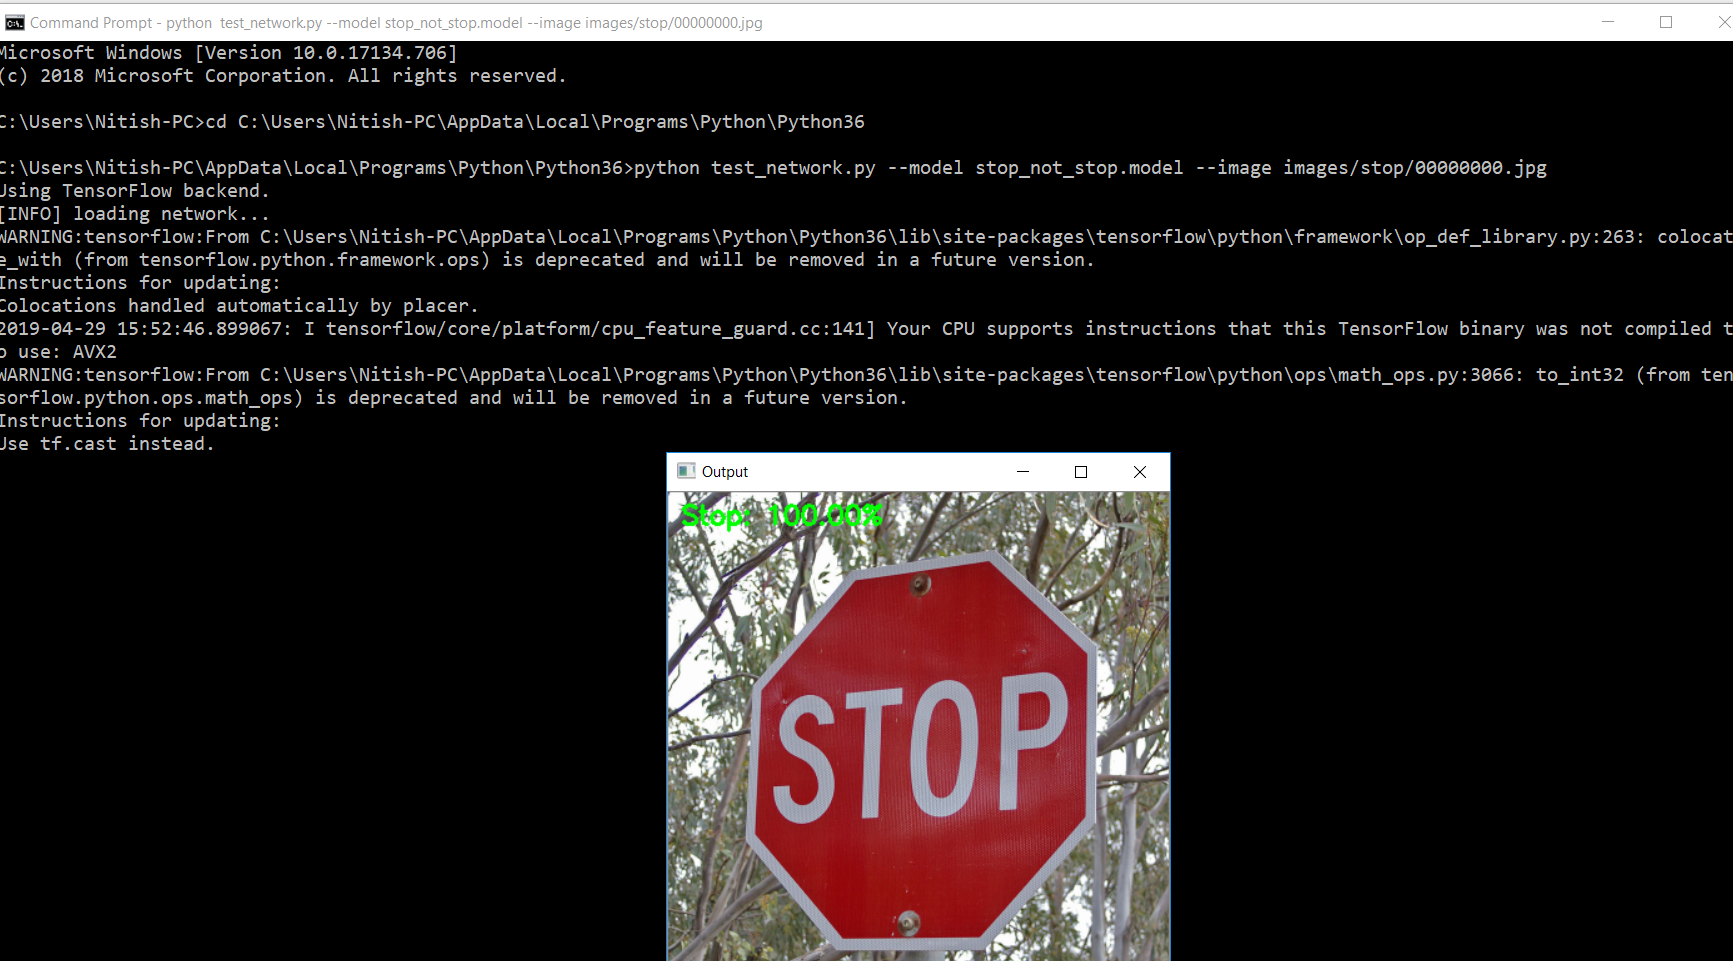 Command Prompt - python  test_network.py --model stop_not_stop.model --image images/stop/00000000.jpg
Microsoft Windows [Version 10.0.17134.706]
(c) 2018 Microsoft Corporation. All rights reserved.
C:\Users\Nitish-PC>cd C:\Users\Nitish-PC\AppData\Local\Programs\Python\Python36
C:\Users\Nitish-PC\AppData\Local\Programs\Python\Python36>python test_network.py --model stop_not_stop.model --image images/stop/00000000.jpg
Using TensorFlow backend.
[INFO] loading network...
WARNING:tensorflow:From C:\Users\Nitish-PC\AppData\Local\Programs\Python\Python36\lib\site-packages\tensorflow\python\framework\op_def_library.py:263: colocat
e_with (from tensorflow.python.framework.ops) is deprecated and will be removed in a future version.
Instructions for updating:
Colocations handled automatically by placer.
2019-04-29 15:52:46.899067: I tensorflow/core/platform/cpu_feature_guard.cc:141] Your CPU supports instructions that this TensorFlow binary was not compiled t
o use: AVX2
WARNING:tensorflow:From C:\Users\Nitish-PC\AppData\Local\Programs\Python\Python36\lib\site-packages\tensorflow\python\ops\math_ops.py:3066: to_int32 (from ten
sorflow.python.ops.math_ops) is deprecated and will be removed in a future version.
Instructions for updating:
Use tf.cast instead.
Output
Stop: 100.00%
STOP